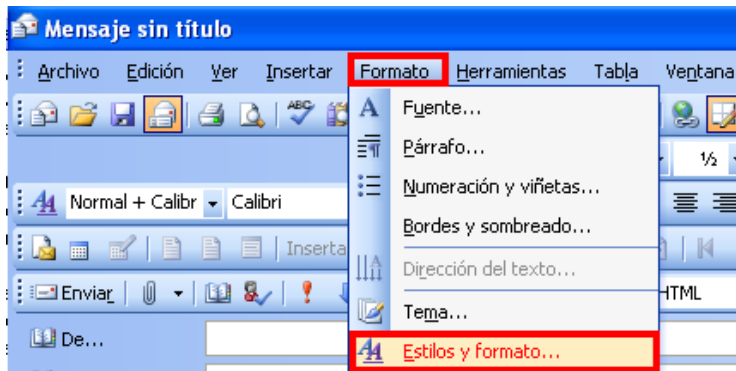 Mensaje sin título
Archivo Edición Ver Insertar Formato Herramientas Tabla Ventana
ABC
Fuente...
Párrafo...
½
Numeración y viñetas...
Normal + Calibr Calibri
Bordes y sombreado...
Inserta
Dirección del texto...
Enviar HTML
Tema...
De...
Estilos y formato...